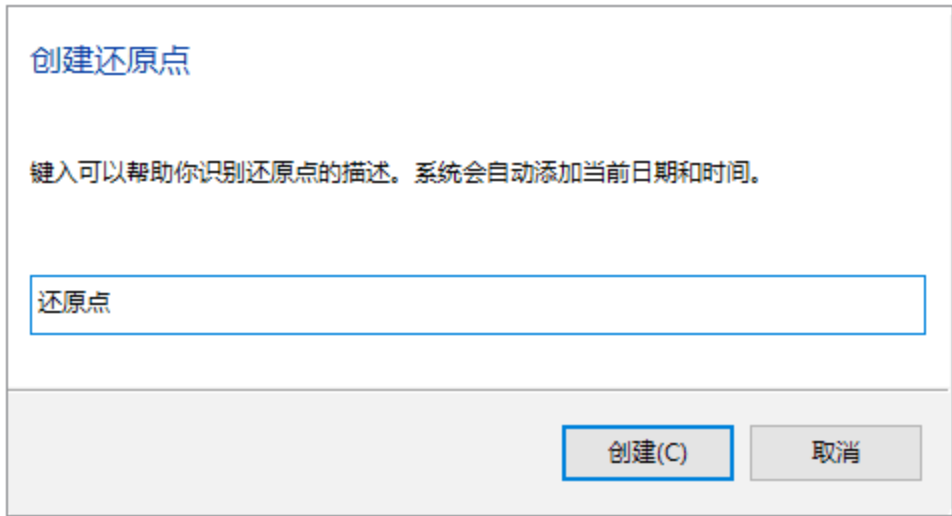 创建还原点
键入可以帮助你识别还原点的描述。系统会自动添加当前日期和时间。
还原点
创建(C)
取消